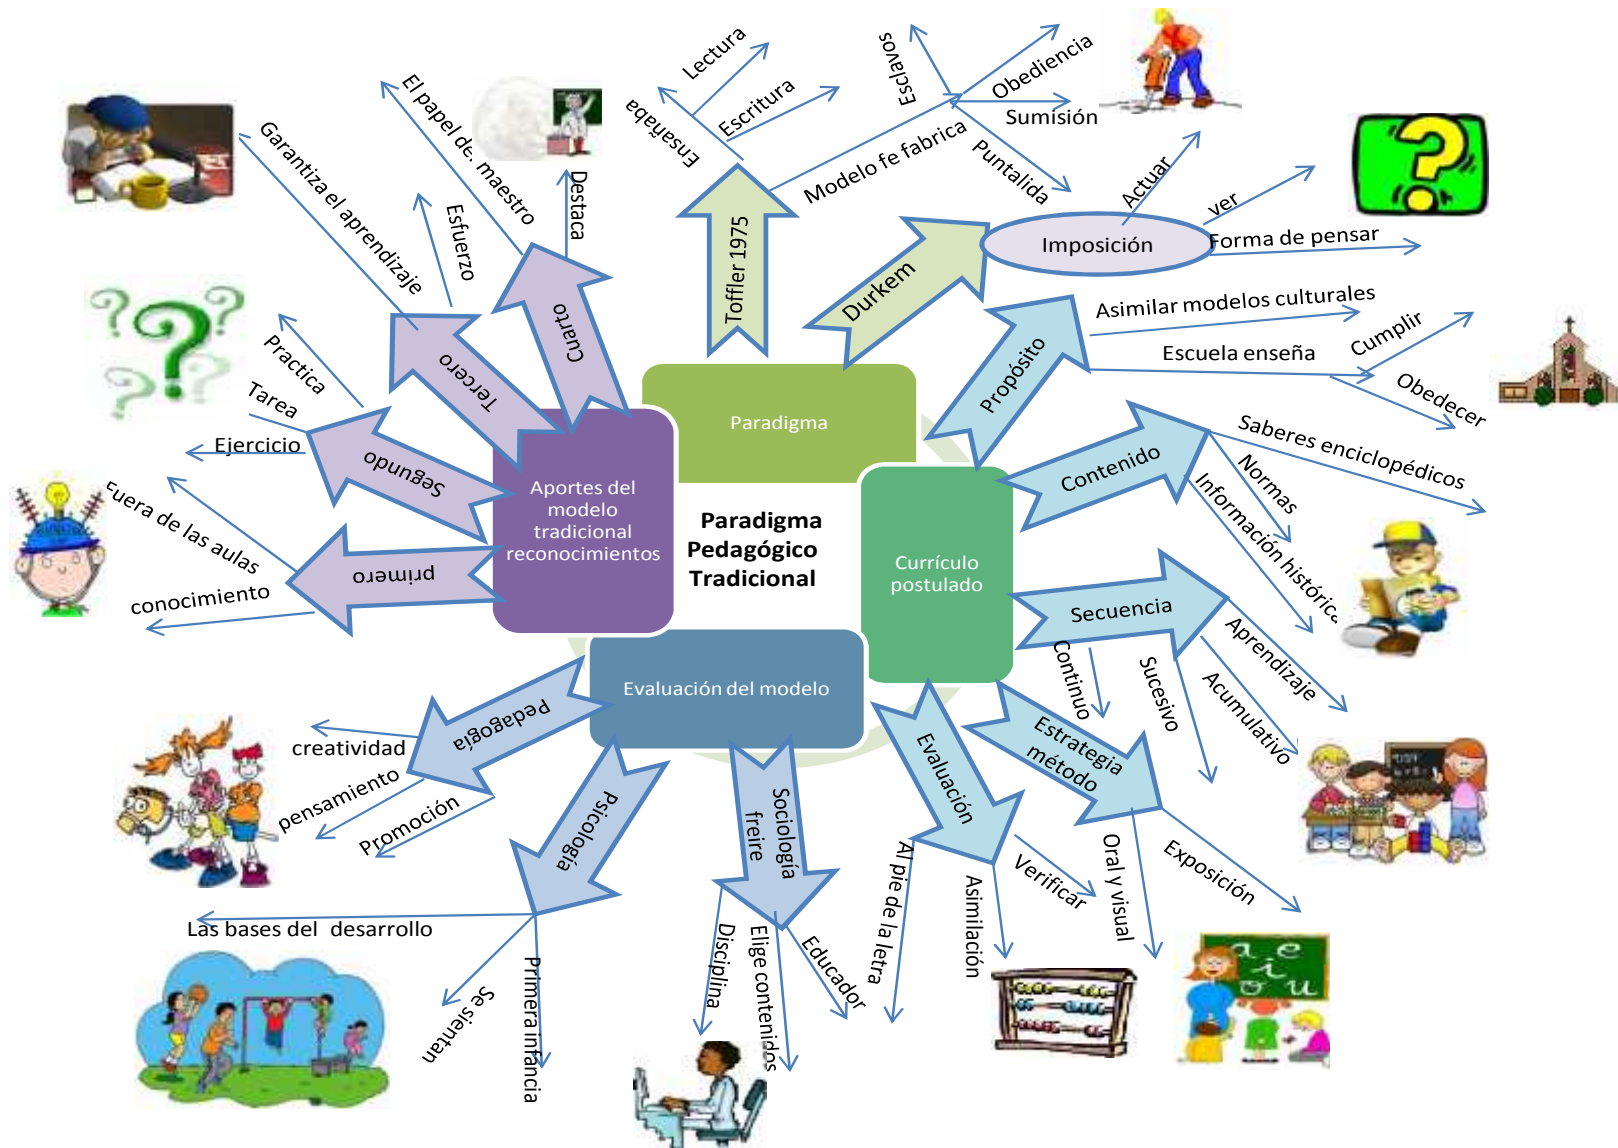 Paradigma
Pedagógico
Tradicional
Paradigma
Toffler 1975
Ensañaba
Lectura
Escritura
Modelo fe fabrica
Esclavos
Obediencia
Sumisión
Puntalida
Durkem
Imposición
Actuar
ver
Forma de pensar
Currículo
postulado
Propósito
Asimilar modelos culturales
Escuela enseña
Cumplir
Obedecer
Contenido
Saberes enciclopédicos
Normas
Información histórica
Secuencia
Aprendizaje
Acumulativo
Sucesivo
Continuo
Estrategia
método
Exposición
Oral y visual
Evaluación
Verificar
Asimilación
Al pie de la letra
Evaluación del modelo
Sociología
freire
Educador
Elige contenidos
Disciplina
Psicología
Primera infancia
Se sientan
Las bases del desarrollo
Pedagogía
Promoción
pensamiento
creatividad
Aportes del
modelo
tradicional
reconocimientos
primero
conocimiento
Fuera de las aulas
Segundo
Ejercicio
Tarea
Practica
Tercero
Garantiza el aprendizaje
Esfuerzo
Cuarto
El papel del maestro
Destaca
a e
i
o u